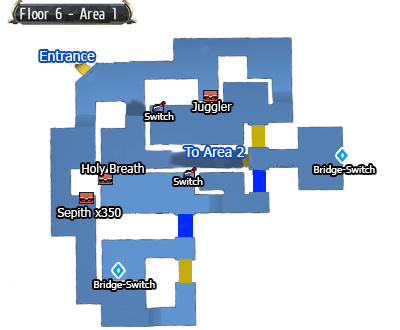 Floor 6 - Area 1
Entrance
Juggler
Switch
To Area 2
Holy Breath
Bridge-Switch
Switch
Sepith x350
Bridge-Switch